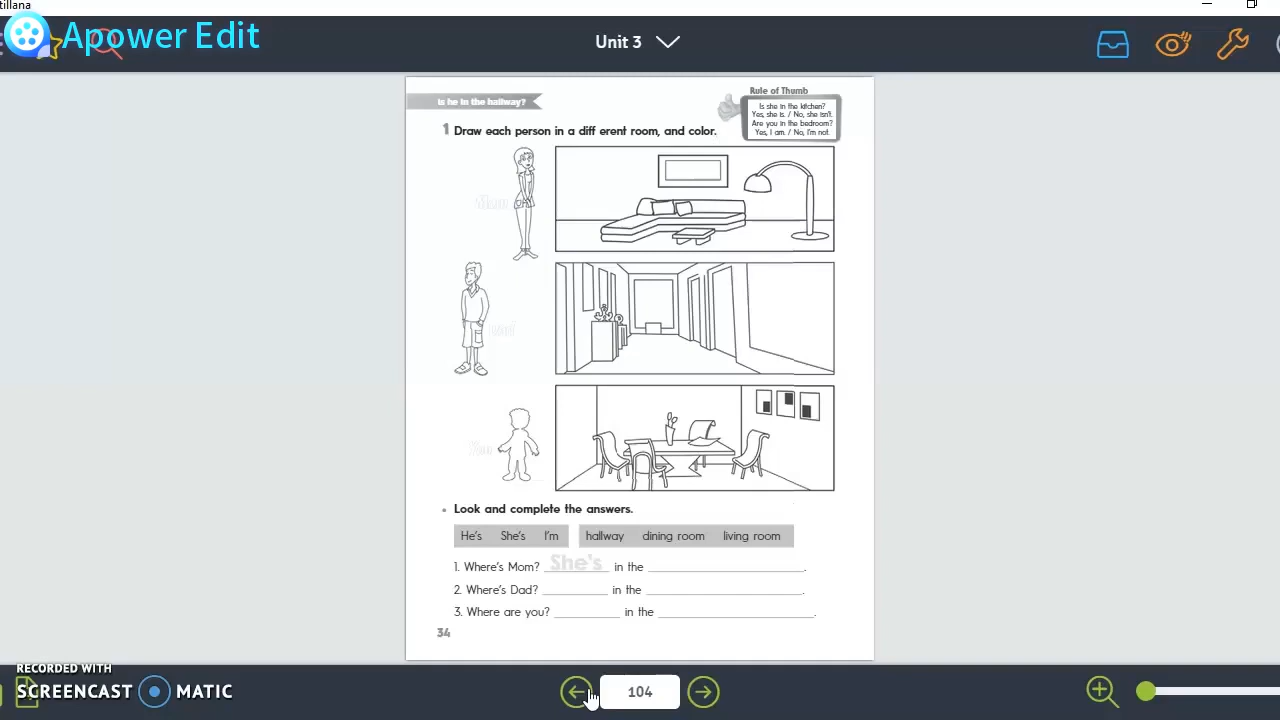 tillana
Apower Edit
Unit 3
Is he in the hallway?
Rule of Thumb
Is she in the kitchen?
Yes, she is. / No, she isn't.
Are you in the bedroom?
Yes, I am. / No, I'm not.
1 Draw each person in a diff erent room, and color.
Mom
You
Look and complete the answers.
He's She's I'm hallway dining room living room
1. Where's Mom? She's in the
2. Where's Dad? in the
3. Where are you? in the
34
RECORDED WITH
SCREENCAST MATIC
104